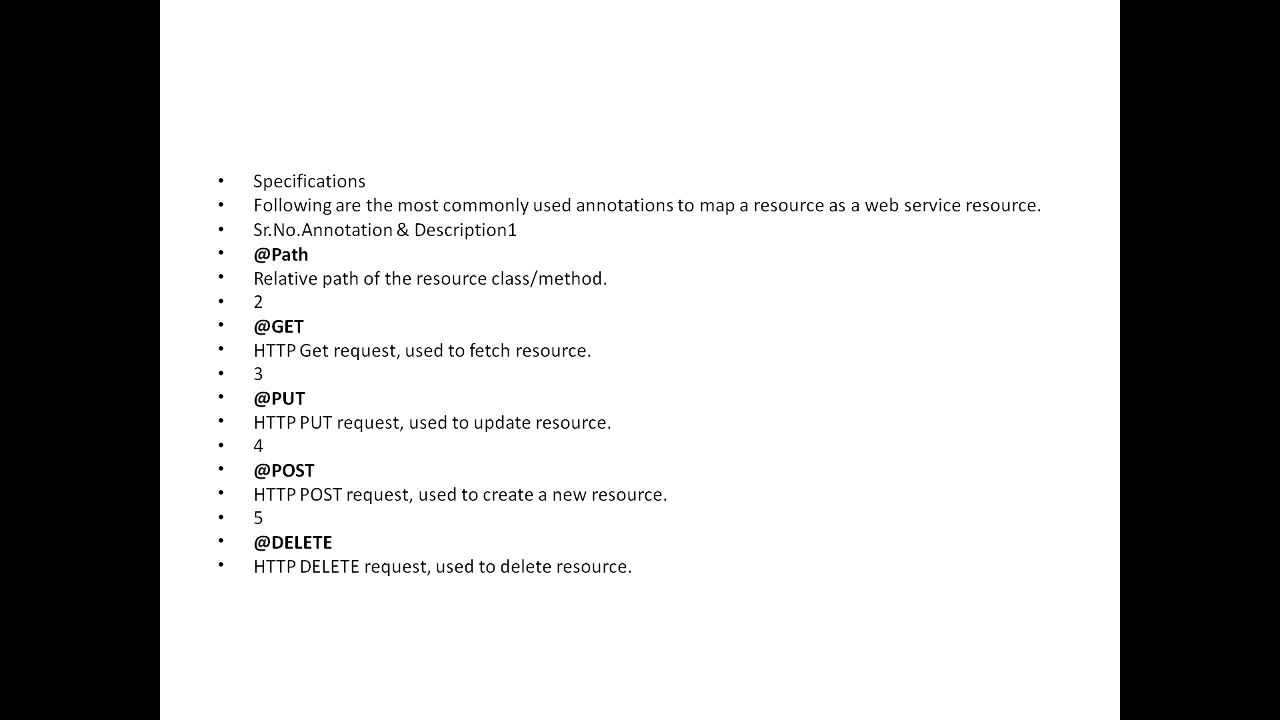 • Specifications
• Following are the most commonly used annotations to map a resource as a web service resource.
• Sr.No.Annotation & Description1
• @Path
• Relative path of the resource class/method.
• 2
• @GET
• HTTP Get request, used to fetch resource.
• 3
• @PUT
• HTTP PUT request, used to update resource.
• 4
• @POST
• HTTP POST request, used to create a new resource.
• 5
• @DELETE
• HTTP DELETE request, used to delete resource.